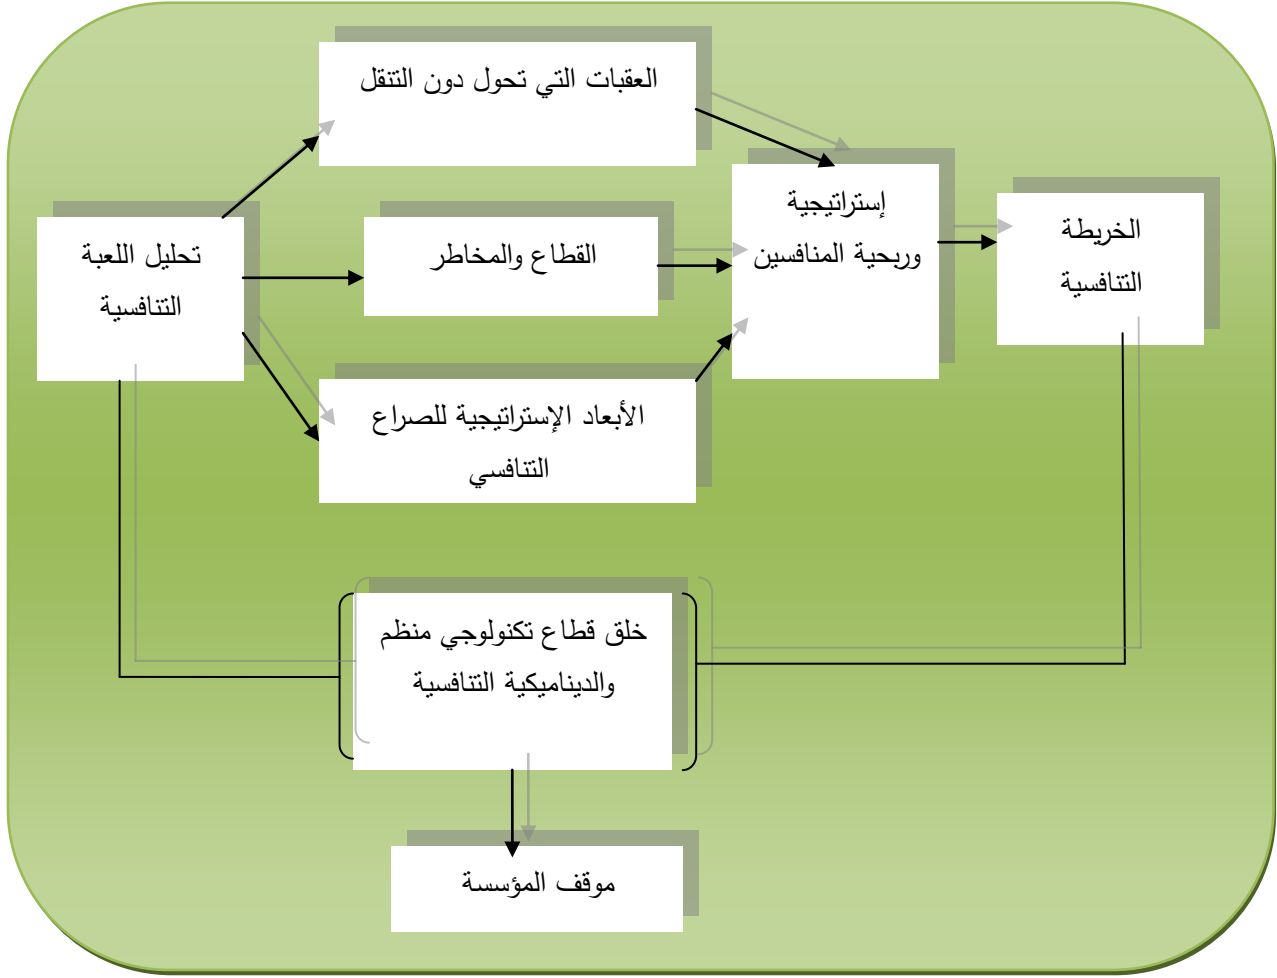 العقبات التي تحول دون التنقل
تحليل اللعبة
التنافسية
القطاع والمخاطر
الأبعاد الإستراتيجية للصراع
التنافسي
إستراتيجية
وربحية المنافسين
الخريطة
التنافسية
خلق قطاع تكنولوجي منظم
والديناميكية التنافسية
موقف المؤسسة